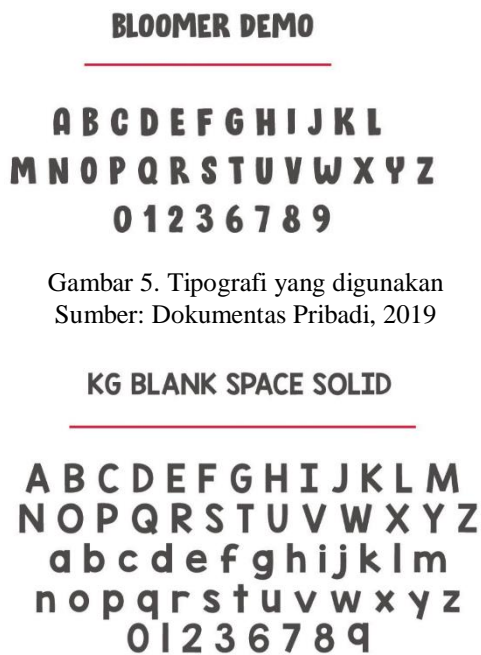 BLOOMER DEMO
A B C D E F G H I J K L
M N O P Q R S T U V W X Y Z
0 1 2 3 6 7 8 9
Gambar 5. Tipografi yang digunakan
Sumber: Dokumentas Pribadi, 2019
KG BLANK SPACE SOLID
A B C D E F G H I J K L M
N O P Q R S T U V W X Y Z
a b c d e f g h i j k l m
n o p q r s t u v w x y z
0 1 2 3 6 7 8 9